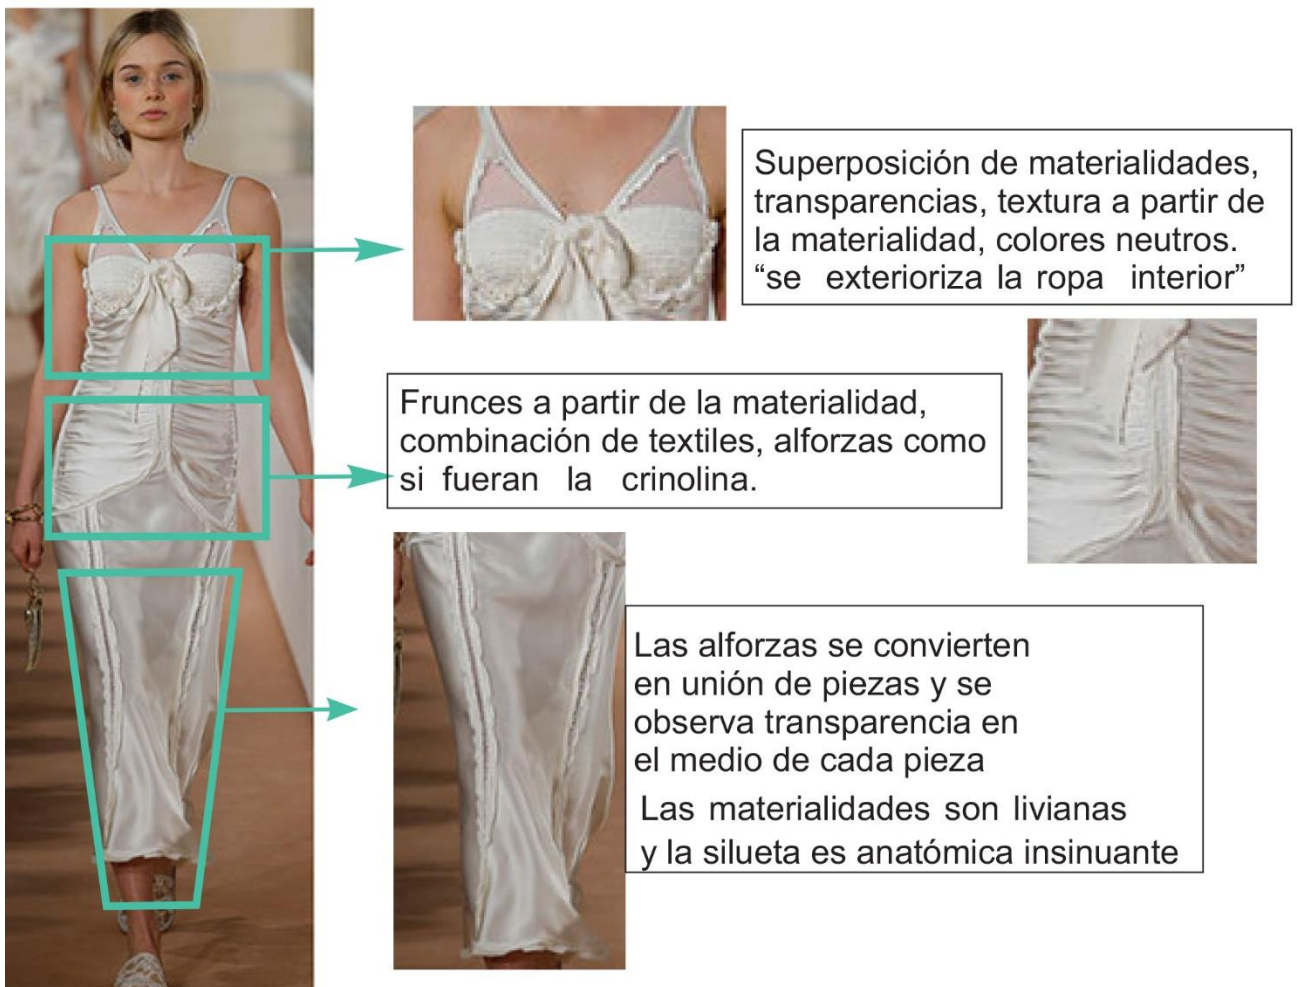 Superposición de materialidades,
transparencias, textura a partir de
la materialidad, colores neutros.
“se exterioriza la ropa interior”
Frunces a partir de la materialidad,
combinación de textiles, alforzas como
si fueran la crinolina.
Las alforzas se convierten
en unión de piezas y se
observa transparencia en
el medio de cada pieza
Las materialidades son livianas
y la silueta es anatómica insinuante